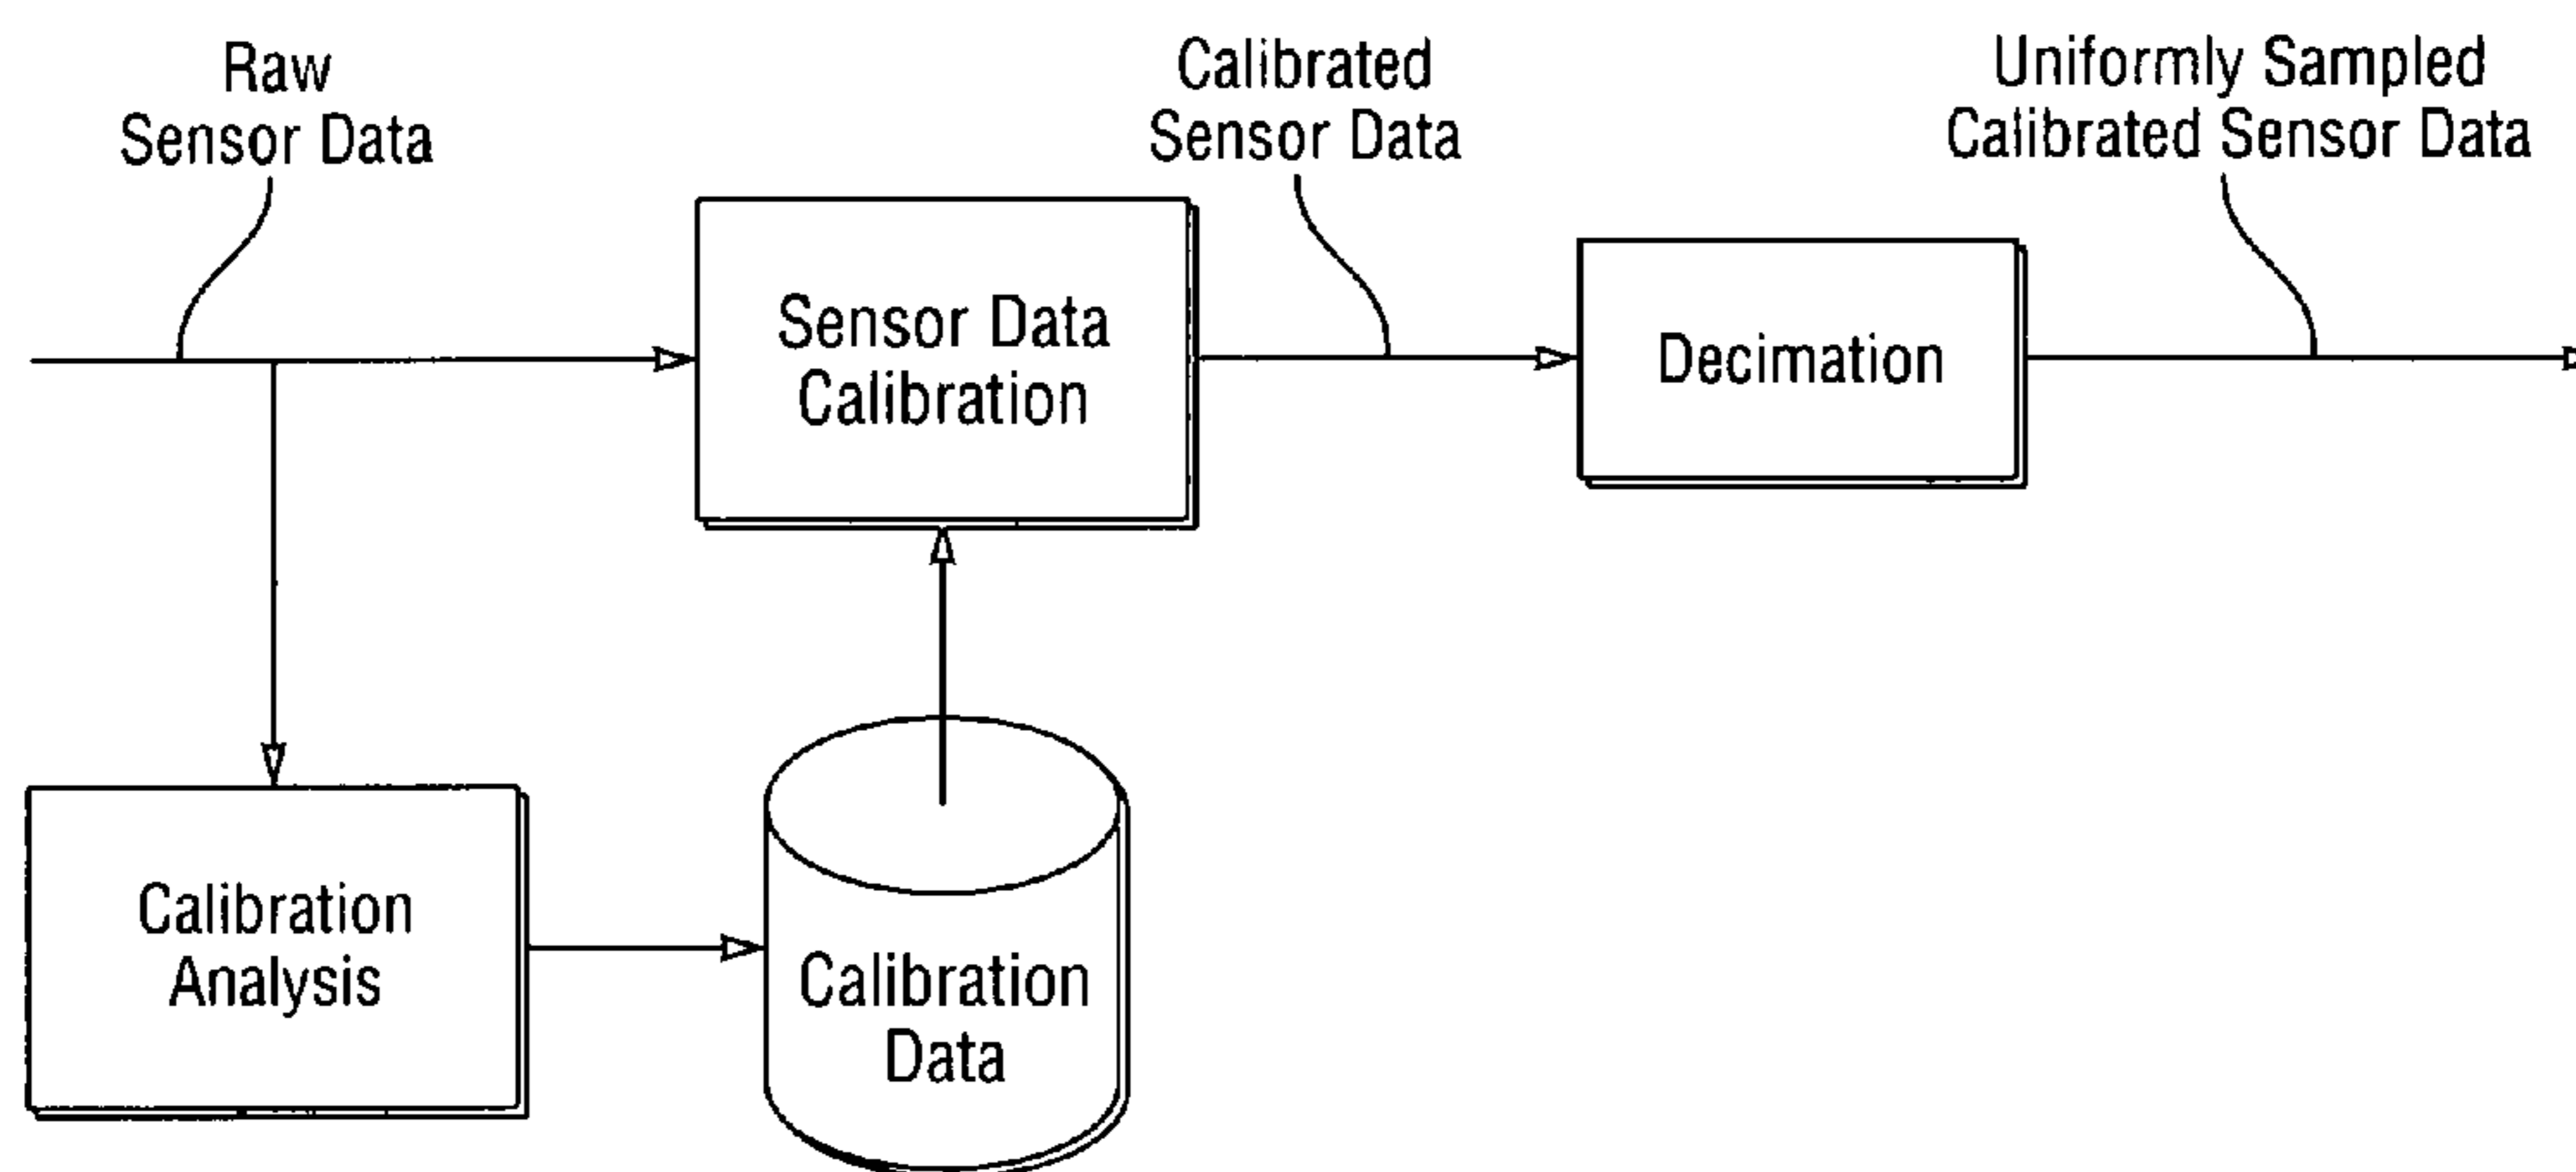 Raw
Sensor Data
Calibrated
Sensor Data
Uniformly Sampled
Calibrated Sensor Data
Sensor Data
Calibration
Decimation
Calibration
Analysis
Calibration
Data